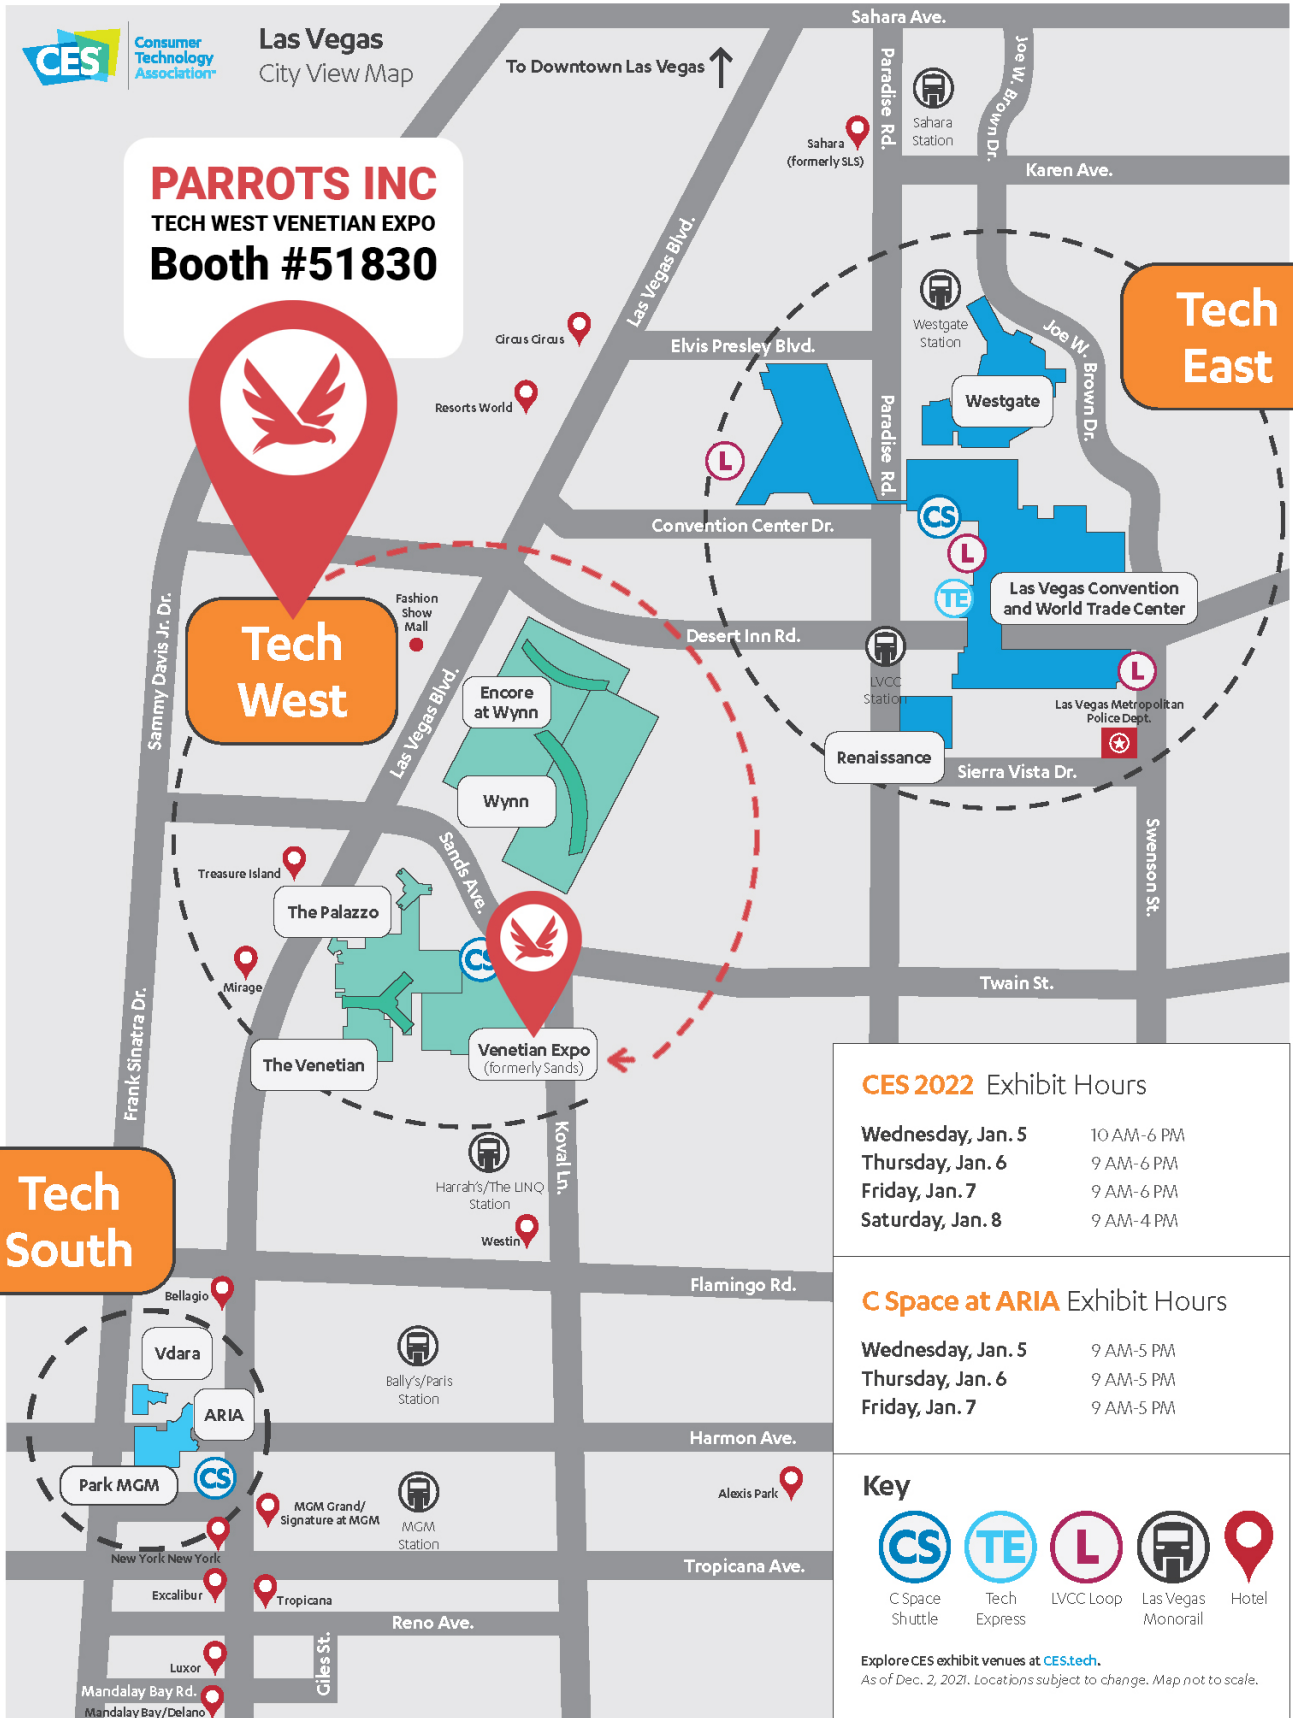 CES
Consumer
Technology
Association
Las Vegas
City View Map
To Downtown Las Vegas
Sahara Ave.
Paradise Rd.
Joe W. Brown Dr.
Sahara
Station
Sahara
(formerly SLS)
Karen Ave.
PARROTS INC
TECH WEST VENETIAN EXPO
Booth #51830
Las Vegas Blvd.
Tech
East
Westgate
Station
Circus Circus
Elvis Presley Blvd.
Joe W. Brown Dr.
Westgate
Resorts World
Paradise Rd.
L
CS
Convention Center Dr.
L
TE
Las Vegas Convention
and World Trade Center
Fashion
Show
Mall
Tech
West
Sammy Davis Jr. Dr.
Desert Inn Rd.
LVCC
Station
L
Las Vegas Metropolitan
Police Dept.
Las Vegas Blvd.
Encore
at Wynn
Renaissance
Sierra Vista Dr.
Wynn
Sands Ave.
Swenson St.
Treasure Island
The Palazzo
CS
Mirage
Twain St.
Frank Sinatra Dr.
The Venetian
Venetian Expo
(formerly Sands)
Koval Ln.
Harrah's/The LINQ
Station
Westin
Tech
South
Flamingo Rd.
Bellagio
Vdara
Bally's/Paris
Station
ARIA
Harmon Ave.
Park MGM
CS
MGM Grand/
Signature at MGM
MGM
Station
Alexis Park
New York New York
Tropicana Ave.
Excalibur
Tropicana
Reno Ave.
Giles St.
Luxor
Mandalay Bay Rd.
Mandalay Bay/Delano
CES 2022 Exhibit Hours
Wednesday, Jan. 5 10 AM-6 PM
Thursday, Jan. 6 9 AM-6 PM
Friday, Jan. 7 9 AM-6 PM
Saturday, Jan. 8 9 AM-4 PM
C Space at ARIA Exhibit Hours
Wednesday, Jan. 5 9 AM-5 PM
Thursday, Jan. 6 9 AM-5 PM
Friday, Jan. 7 9 AM-5 PM
Key
CS TE L
C Space
Shuttle
Tech
Express
LVCC Loop
Las Vegas
Monorail
Hotel
Explore CES exhibit venues at CES.tech.
As of Dec. 2, 2021. Locations subject to change. Map not to scale.